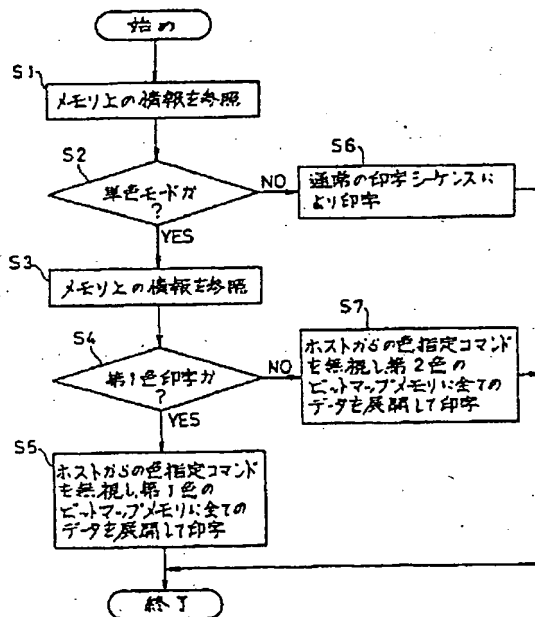 始め
S1
メモリ上の情報を参照
S2
単色モードか
?
NO
YES
S6
通常の印字シーケンスに
より印字
S3
メモリ上の情報を参照
S4
第1色印字か
?
NO
YES
S7
ホストからの色指定コマンド
を無視し第2色の
ビットマップメモリに全ての
データを展開して印字
S5
ホストからの色指定コマンド
を無視し第1色の
ビットマップメモリに全ての
データを展開して印字
終了